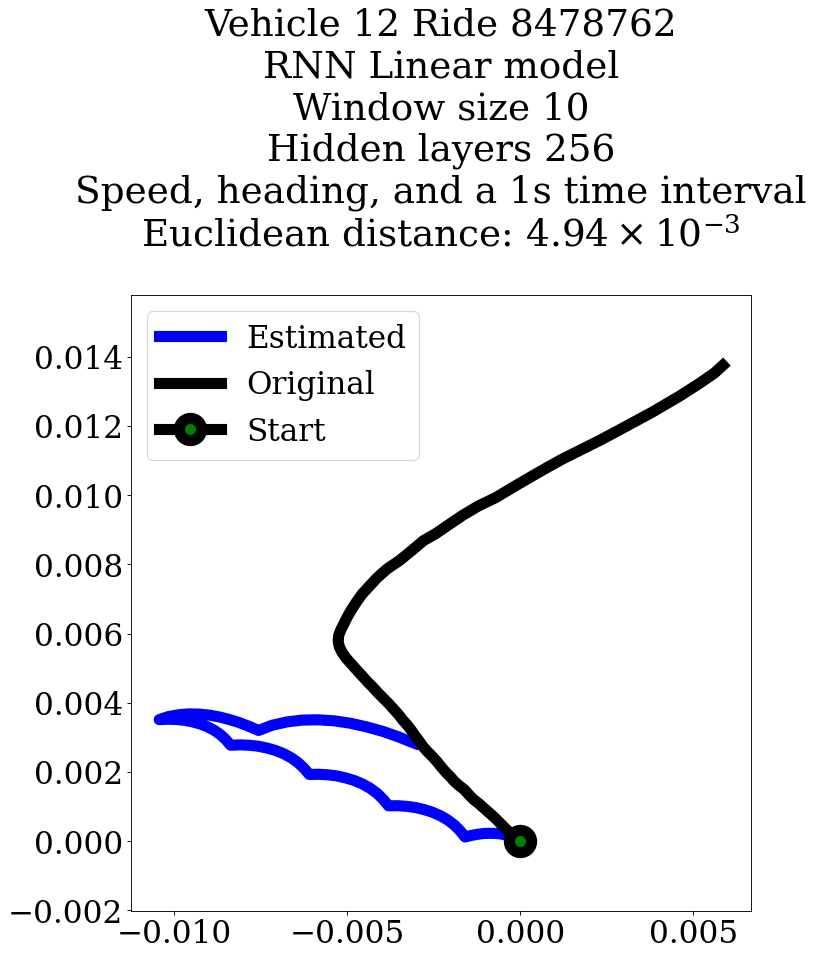 Vehicle 12 Ride 8478762
RNN Linear model
Window size 10
Hidden layers 256
Speed, heading, and a 1s time interval
Euclidean distance: 4.94 × 10⁻³
Estimated
Original
Start
0.014
0.012
0.010
0.008
0.006
0.004
0.002
0.000
−0.002
−0.010 −0.005 0.000 0.005